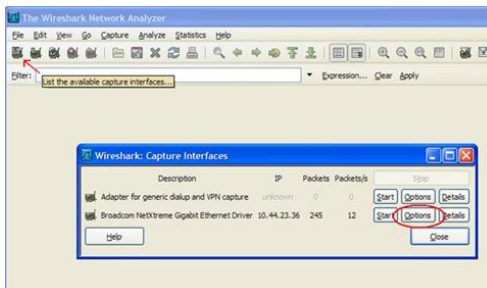 The Wireshark Network Analyzer
File Edit View Go Capture Analyze Statistics Help
Filter: Expression... Clear Apply
List the available capture interfaces...
Wireshark: Capture Interfaces
Description IP Packets Packets/s Stop
Adapter for generic dialup and VPN capture unknown 0 0 Start Options Details
Broadcom NetXtreme Gigabit Ethernet Driver 10.44.23.36 245 12 Start Options Details
Help Close